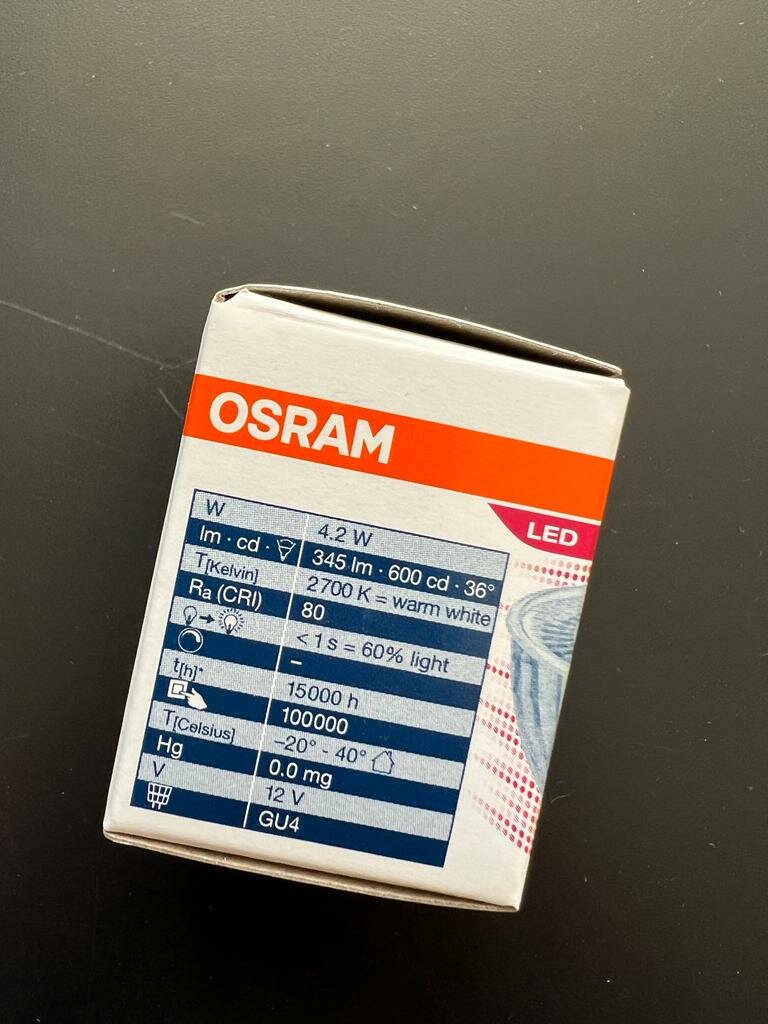 OSRAM
LED
W 4.2 W
lm · cd · 345 lm · 600 cd · 36°
T[Kelvin] 2700 K = warm white
Ra (CRI) 80
< 1 s = 60% light
–
t[h]* 15000 h
100000
T[Celsius] –20° - 40°
Hg 0.0 mg
V 12 V
GU4